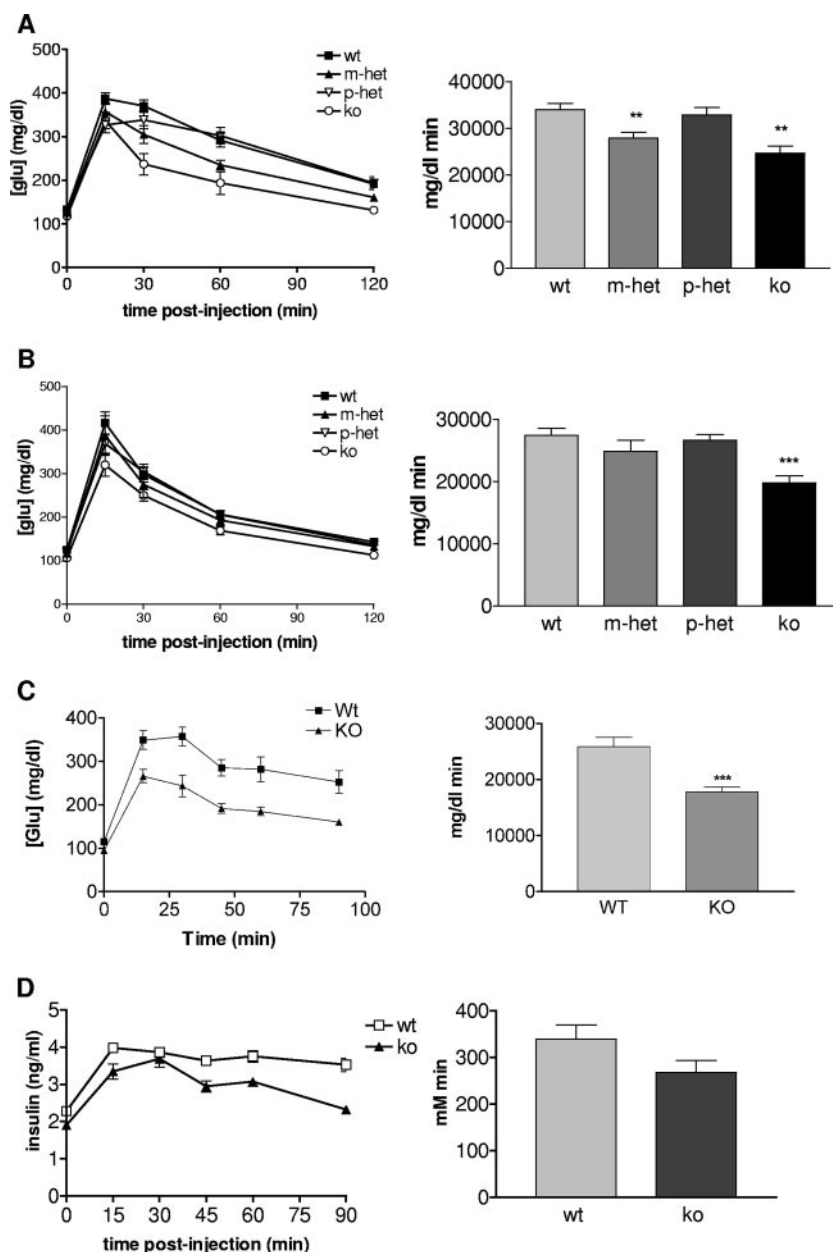 A
500
400
300
200
100
0
[glu] (mg/dl)
0 30 60 90 120
time post-injection (min)
wt
m-het
p-het
ko
40000
30000
20000
10000
0
mg/dl min
** **
wt m-het p-het ko
B
500
400
300
200
100
0
[glu] (mg/dl)
0 30 60 90 120
time post-injection (min)
wt
m-het
p-het
ko
30000
20000
10000
0
mg/dl min
***
wt m-het p-het ko
C
400
300
200
100
0
[Glu] (mg/dl)
0 25 50 75 100
Time (min)
Wt
KO
30000
20000
10000
0
mg/dl min
***
WT KO
D
5
4
3
2
1
0
insulin (ng/ml)
0 15 30 45 60 75 90
time post-injection (min)
wt
ko
400
300
200
100
0
mM min
wt ko